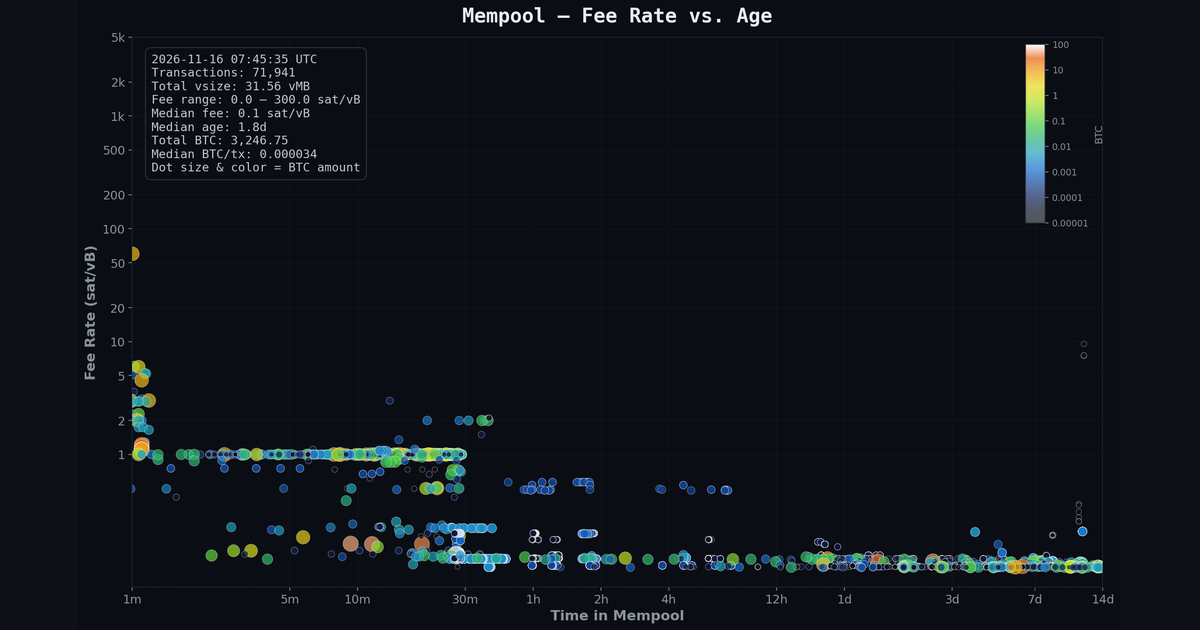 Mempool — Fee Rate vs. Age
2026-11-16 07:45:35 UTC
Transactions: 71,941
Total vsize: 31.56 vMB
Fee range: 0.0 — 300.0 sat/vB
Median fee: 0.1 sat/vB
Median age: 1.8d
Total BTC: 3,246.75
Median BTC/tx: 0.000034
Dot size & color = BTC amount
5k
2k
1k
500
200
100
50
20
10
5
2
1
Fee Rate (sat/vB)
100
10
1
0.1
0.01
0.001
0.0001
0.00001
BTC
1m
5m
10m
30m
1h
2h
4h
12h
1d
3d
7d
14d
Time in Mempool